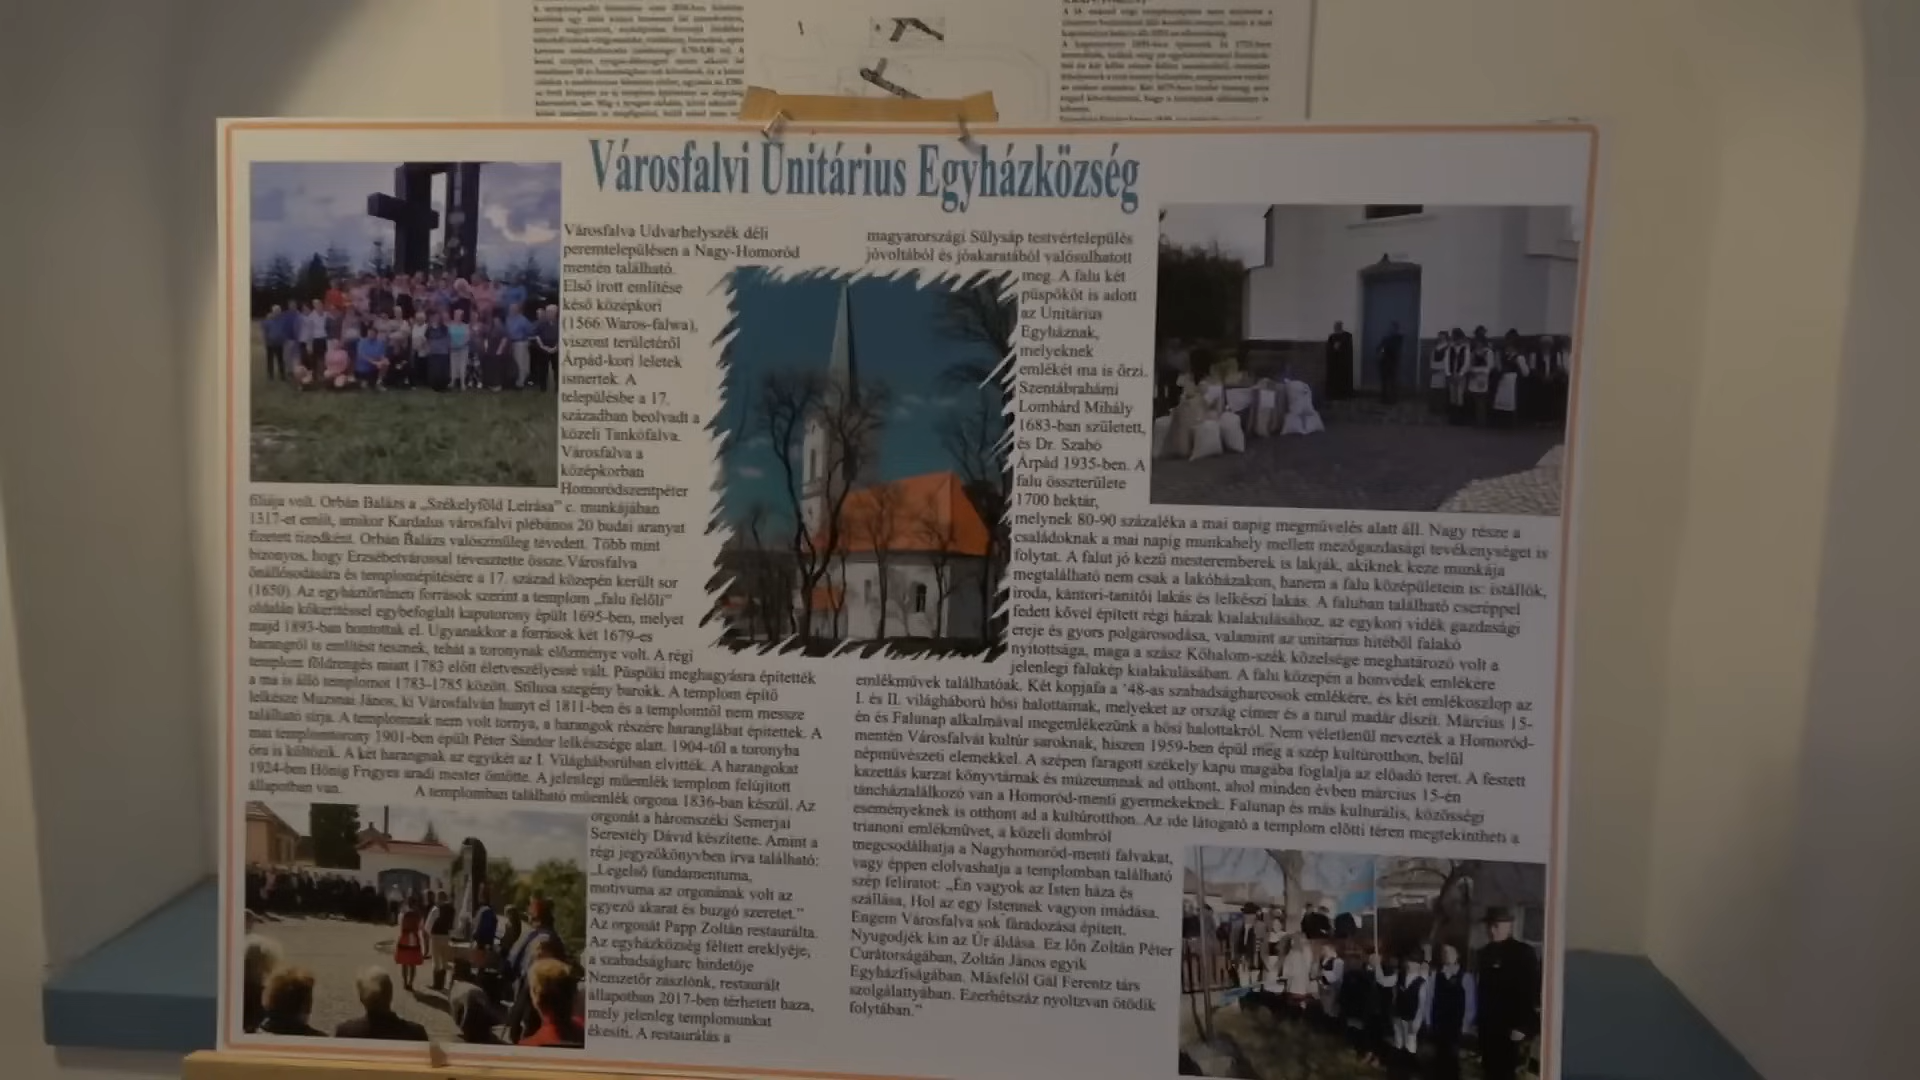 Városfalvi Unitárius Egyházközség
Városfalva Udvarhelyszék déli
peremtelepülésen a Nagy-Homoród
mentén található.
Első írott említése
késő középkori
(1566 Waros-falwa),
viszont területéről
Árpád-kori leletek
ismertek. A
településbe a 17.
században beolvadt a
közeli Tankófalva.
Városfalva a
középkorban
Homoródszentpéter
filiája volt. Orbán Balázs a „Székelyföld Leírása” c. munkájában
1317-et említ, amikor Kardalus városfalvi plébános 20 budai aranyat
fizetett tizedként. Orbán Balázs valószínűleg tévedett. Több mint
bizonyos, hogy Erzsébetvárossal tévesztette össze. Városfalva
önállósodására és templomépítésére a 17. század közepén került sor
(1650). Az egyháztörténeti források szerint a templom „falu felőli”
oldalán kőkerítéssel egybefoglalt kaputorony épült 1695-ben, melyet
majd 1893-ban bontottak el. Ugyanakkor a források két 1679-es
harangról is említést tesznek, tehát a toronynak előzménye volt. A régi
templom földrengés miatt 1783 előtt életveszélyessé vált. Püspöki meghagyásra építették
a ma is álló templomot 1783-1785 között. Stílusa szegény barokk. A templom építő
lelkésze Muzsnai János, ki Városfalván hunyt el 1811-ben és a templomtól nem messze
található sírja. A templomnak nem volt tornya, a harangok részére haranglábat építettek. A
mai templomtorony 1901-ben épült Péter Sándor lelkészsége alatt. 1904-től a toronyba
óra is költözik. A két harangnak az egyikét az I. Világháborúban elvitték. A harangokat
1924-ben Hönig Frigyes aradi mester öntötte. A jelenlegi műemlék templom felújított
állapotban van.
A templomban található műemlék orgona 1836-ban készül. Az
orgonát a háromszéki Semerjai
Serestély Dávid készítette. Amint a
régi jegyzőkönyvben írva található:
„Legelső fundamentuma,
motívuma az orgonának volt az
egyező akarat és buzgó szeretet.”
Az orgonát Papp Zoltán restaurálta.
Az egyházközség féltett ereklyéje,
a szabadságharc hirdetője
Nemzetőr zászlónk, restaurált
állapotban 2017-ben térhetett haza,
mely jelenleg templomunkat
ékesíti. A restaurálás a
magyarországi Sülysáp testvértelepülés
jóvoltából és jóakaratából valósulhatott
meg. A falu két
püspököt is adott
az Unitárius
Egyháznak,
melyeknek
emlékét ma is őrzi.
Szentábrahámi
Lombárd Mihály
1683-ban született,
és Dr. Szabó
Árpád 1935-ben. A
falu összterülete
1700 hektár,
melynek 80-90 százaléka a mai napig megművelés alatt áll. Nagy része a
családoknak a mai napig munkahely mellett mezőgazdasági tevékenységet is
folytat. A falut jó kezű mesteremberek is lakják, akiknek keze munkája
megtalálható nem csak a lakóházakon, hanem a falu középületein is: istállók,
iroda, kántori-tanítói lakás és lelkészi lakás. A faluban található cseréppel
fedett kővel épített régi házak kialakulásához, az egykori vidék gazdasági
ereje és gyors polgárosodása, valamint az unitárius hitéből falakó
nyitottsága, maga a szász Kőhalom-szék közelsége meghatározó volt a
jelenlegi falukép kialakulásában. A falu közepén a honvédek emlékére
emlékművek találhatóak. Két kopjafa a ‘48-as szabadságharcosok emlékére, és két emlékoszlop az
I. és II. világháború hősi halottainak, melyeket az ország címer és a turul madár díszít. Március 15-
én és Falunap alkalmával megemlékezünk a hősi halottakról. Nem véletlenül nevezték a Homoród-
mentén Városfalvát kultúr saroknak, hiszen 1959-ben épül meg a szép kultúrotthon, belül
népművészeti elemekkel. A szépen faragott székely kapu magába foglalja az előadó teret. A festett
kazettás karzat könyvtárnak és múzeumnak ad otthont, ahol minden évben március 15-én
táncháztalálkozó van a Homoród-menti gyermekeknek. Falunap és más kulturális, közösségi
eseményeknek is otthont ad a kultúrotthon. Az ide látogató a templom előtti téren megtekintheti a
trianoni emlékművet, a közeli dombról
megcsodálhatja a Nagyhomoród-menti falvakat,
vagy éppen elolvashatja a templomban található
szép feliratot: „Én vagyok az Isten háza és
szállása, Hol az egy Istennek vagyon imádása.
Engem Városfalva sok fáradozása épített,
Nyugodjék kin az Úr áldása. Ez lőn Zoltán Péter
Curátorságában, Zoltán János egyik
Egyházfiságában. Másfelől Gál Ferentz társ
szolgálattyában. Ezerhétszáz nyoltzvan ötödik
folytában.”